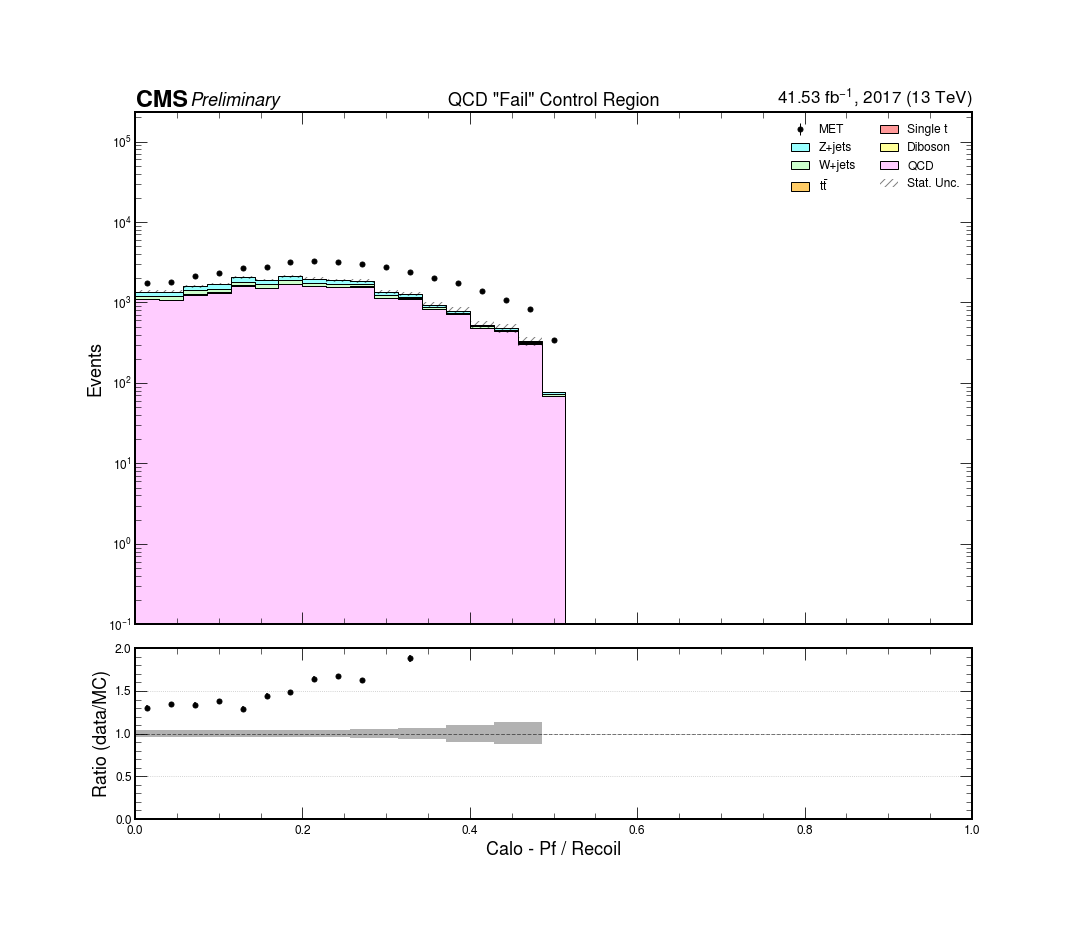 CMS Preliminary QCD "Fail" Control Region 41.53 fb⁻¹, 2017 (13 TeV)
MET Single t
Z+jets Diboson
W+jets QCD
tt̄ Stat. Unc.
10⁵
10⁴
10³
10²
10¹
10⁰
10⁻¹
Events
2.0
1.5
1.0
0.5
0.0
Ratio (data/MC)
0.0 0.2 0.4 0.6 0.8 1.0
Calo - Pf / Recoil